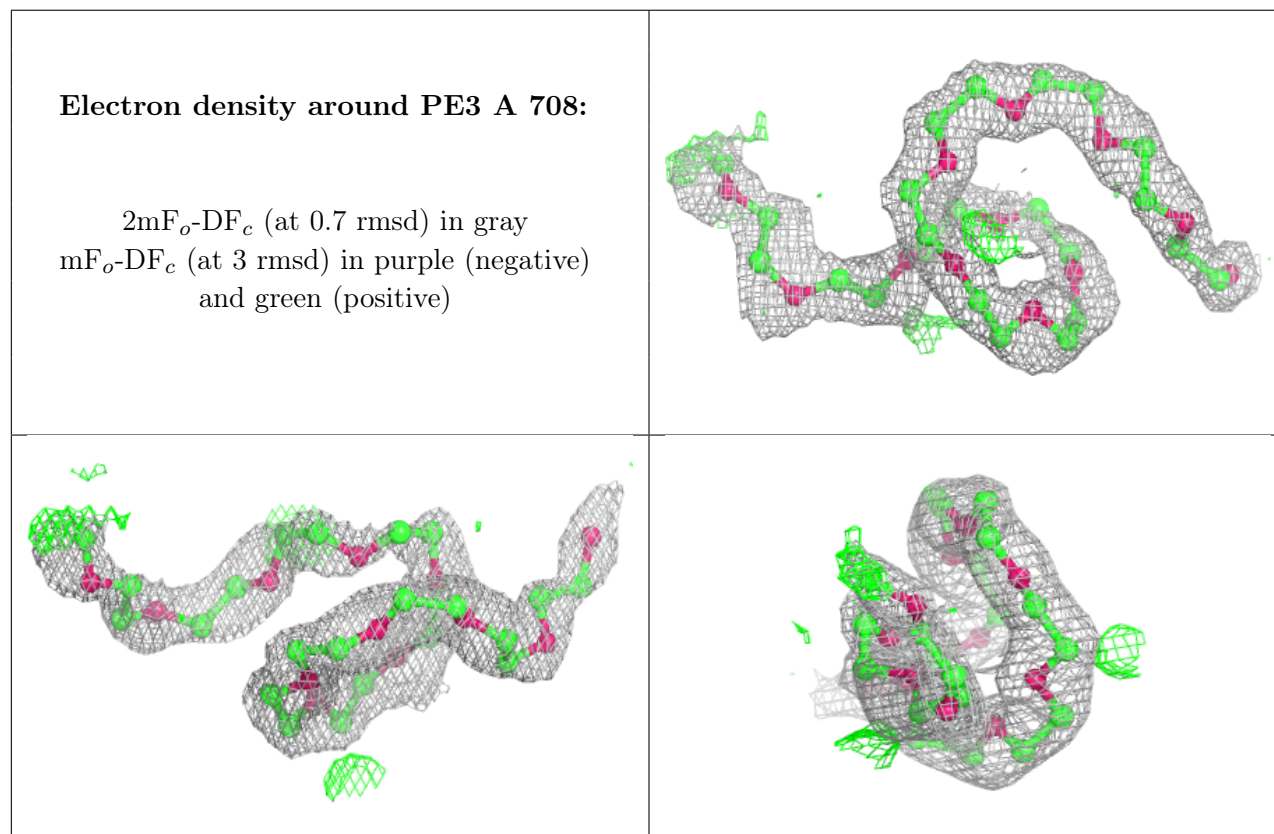 Electron density around PE3 A 708:
2mFo-DFc (at 0.7 rmsd) in gray
mFo-DFc (at 3 rmsd) in purple (negative)
and green (positive)